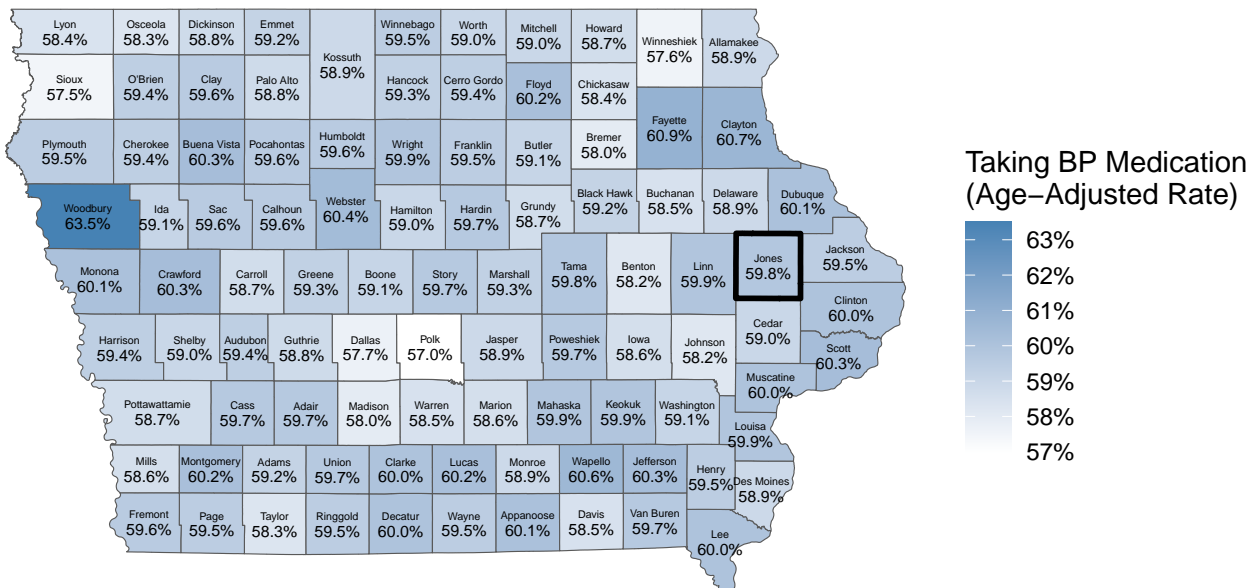 Lyon
58.4%
Osceola
58.3%
Dickinson
58.8%
Emmet
59.2%
Winnebago
59.5%
Worth
59.0%
Mitchell
59.0%
Howard
58.7%
Winneshiek
57.6%
Allamakee
58.9%
Kossuth
58.9%
Sioux
57.5%
O'Brien
59.4%
Clay
59.6%
Palo Alto
58.8%
Hancock
59.3%
Cerro Gordo
59.4%
Floyd
60.2%
Chickasaw
58.4%
Fayette
60.9%
Clayton
60.7%
Plymouth
59.5%
Cherokee
59.4%
Buena Vista
60.3%
Pocahontas
59.6%
Humboldt
59.6%
Wright
59.9%
Franklin
59.5%
Butler
59.1%
Bremer
58.0%
Woodbury
63.5%
Ida
59.1%
Sac
59.6%
Calhoun
59.6%
Webster
60.4%
Hamilton
59.0%
Hardin
59.7%
Grundy
58.7%
Black Hawk
59.2%
Buchanan
58.5%
Delaware
58.9%
Dubuque
60.1%
Monona
60.1%
Crawford
60.3%
Carroll
58.7%
Greene
59.3%
Boone
59.1%
Story
59.7%
Marshall
59.3%
Tama
59.8%
Benton
58.2%
Linn
59.9%
Jones
59.8%
Jackson
59.5%
Clinton
60.0%
Harrison
59.4%
Shelby
59.0%
Audubon
59.4%
Guthrie
58.8%
Dallas
57.7%
Polk
57.0%
Jasper
58.9%
Poweshiek
59.7%
Iowa
58.6%
Johnson
58.2%
Cedar
59.0%
Scott
60.3%
Muscatine
60.0%
Pottawattamie
58.7%
Cass
59.7%
Adair
59.7%
Madison
58.0%
Warren
58.5%
Marion
58.6%
Mahaska
59.9%
Keokuk
59.9%
Washington
59.1%
Louisa
59.9%
Mills
58.6%
Montgomery
60.2%
Adams
59.2%
Union
59.7%
Clarke
60.0%
Lucas
60.2%
Monroe
58.9%
Wapello
60.6%
Jefferson
60.3%
Henry
59.5%
Des Moines
58.9%
Fremont
59.6%
Page
59.5%
Taylor
58.3%
Ringgold
59.5%
Decatur
60.0%
Wayne
59.5%
Appanoose
60.1%
Davis
58.5%
Van Buren
59.7%
Lee
60.0%
Taking BP Medication
(Age−Adjusted Rate)
63%
62%
61%
60%
59%
58%
57%